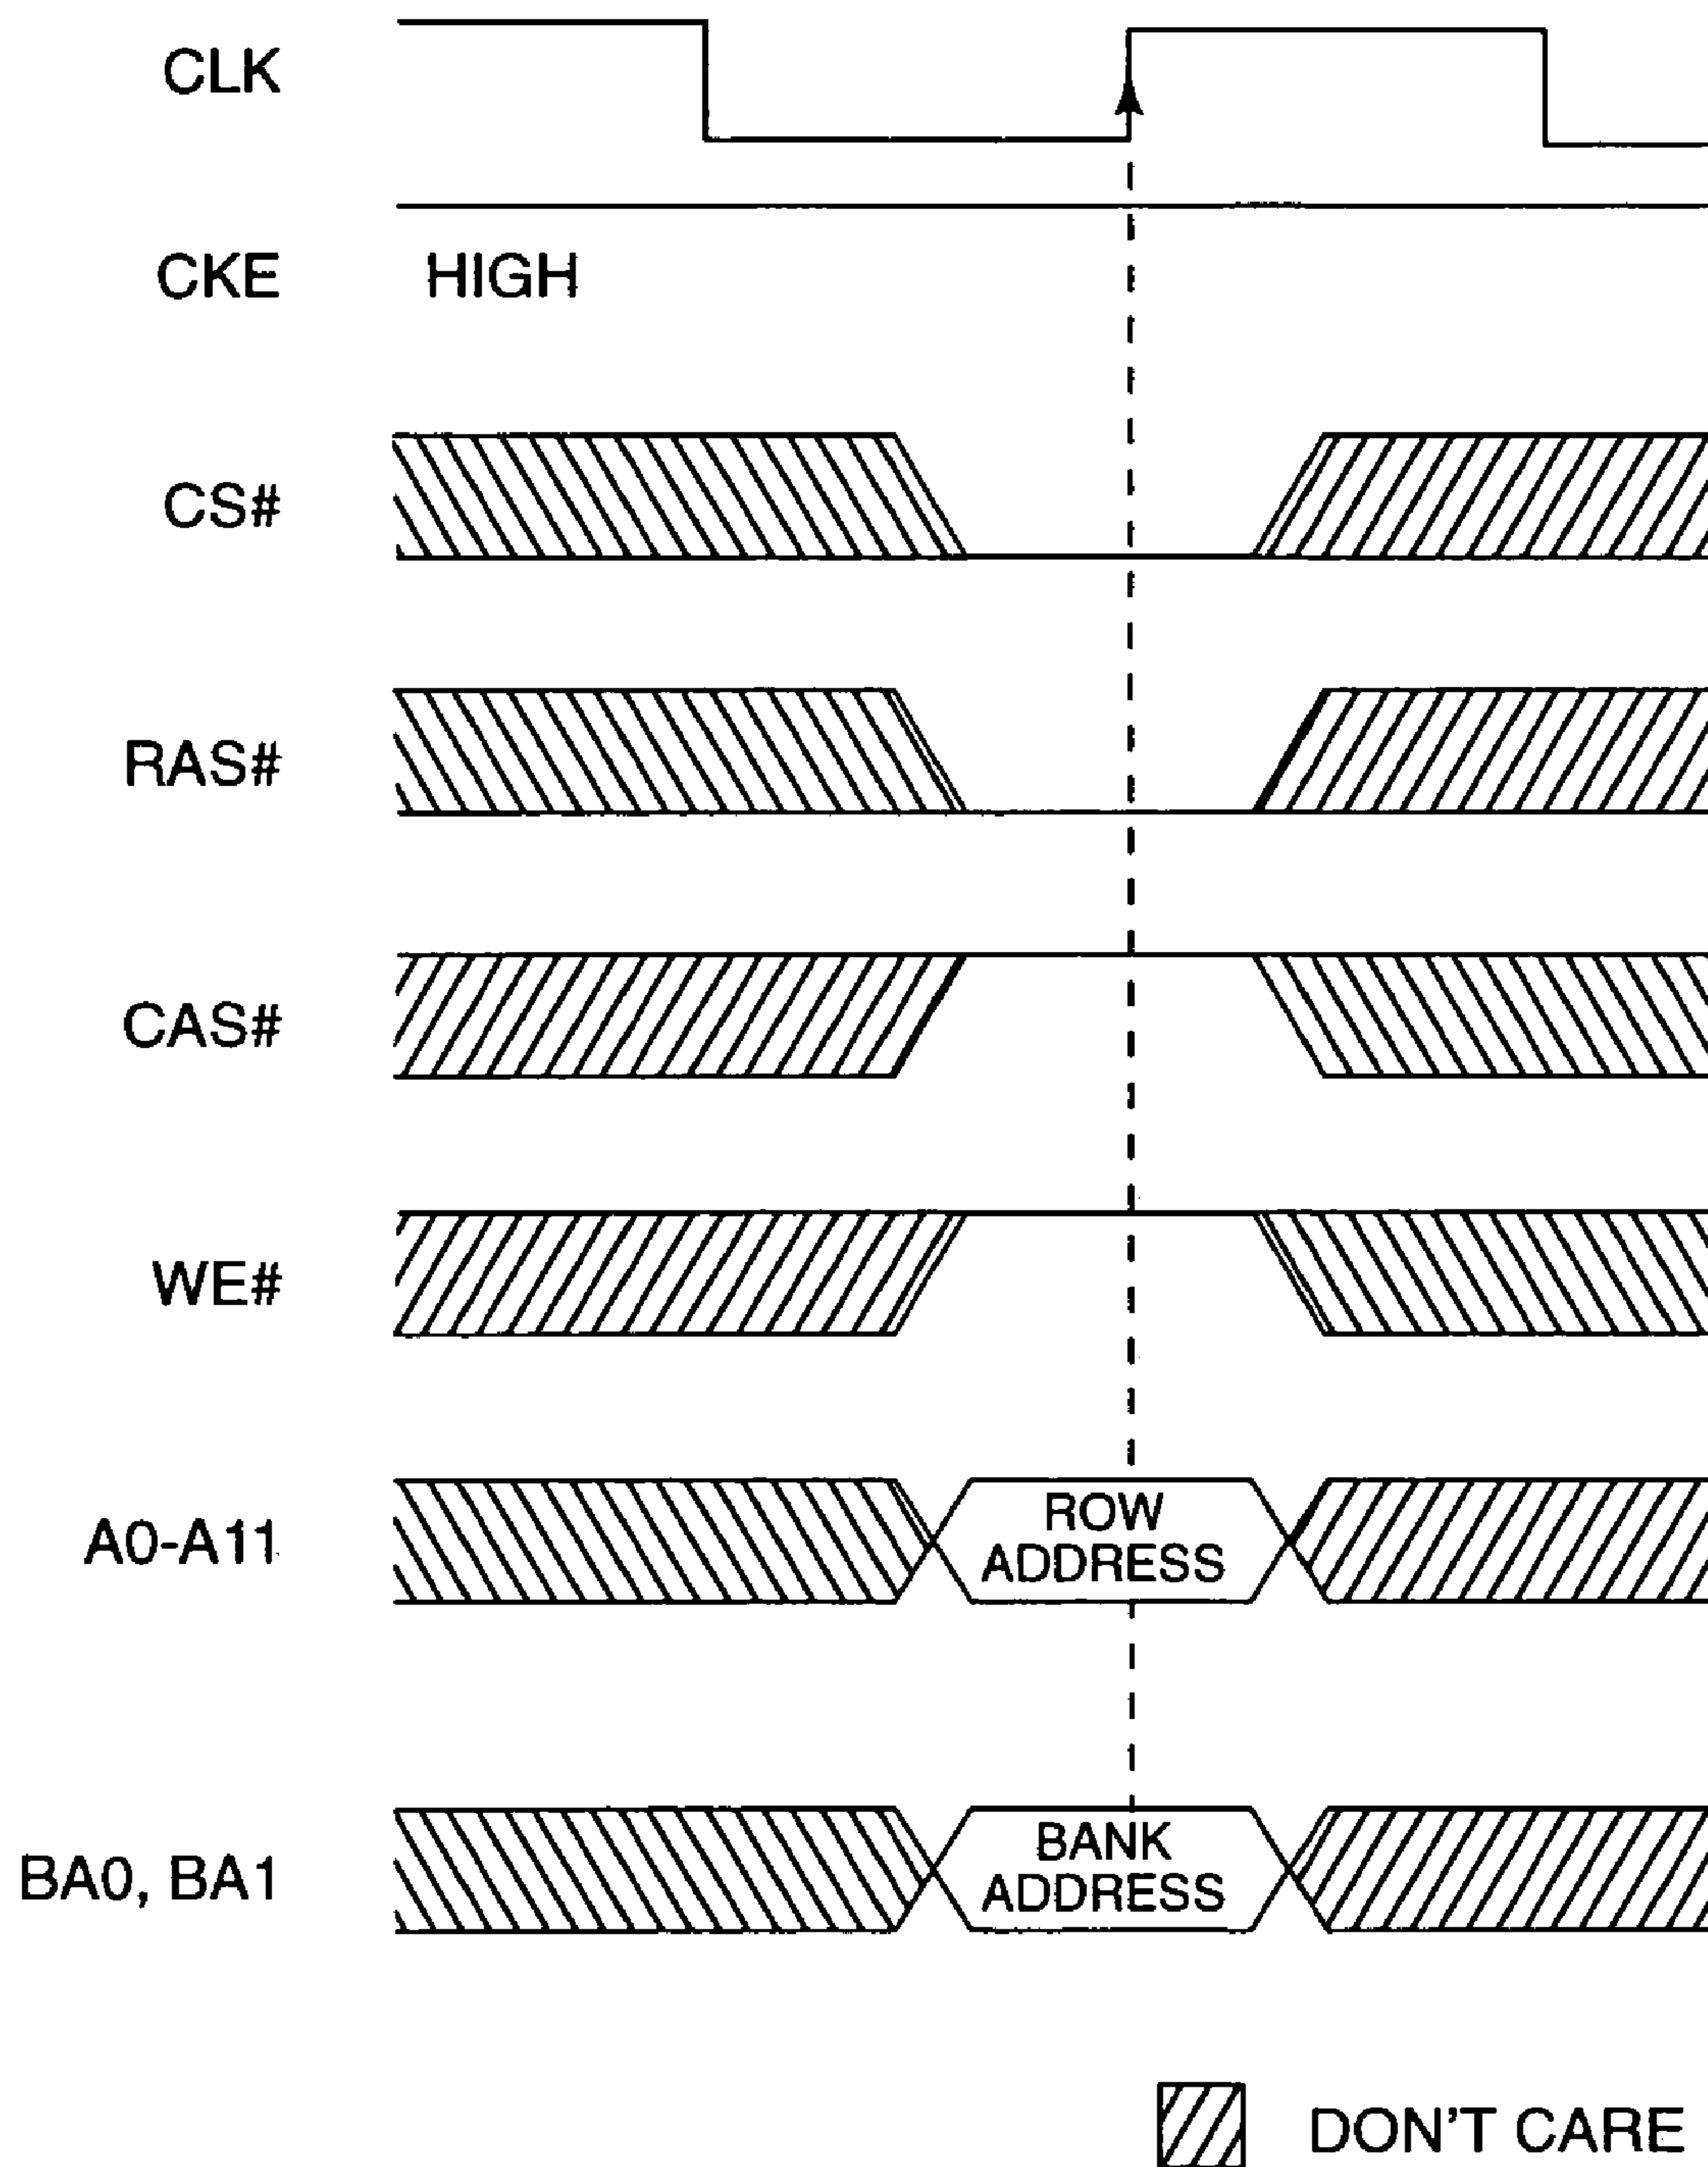 CLK
CKE HIGH
CS#
RAS#
CAS#
WE#
A0-A11
ROW
ADDRESS
BA0, BA1
BANK
ADDRESS
DON'T CARE